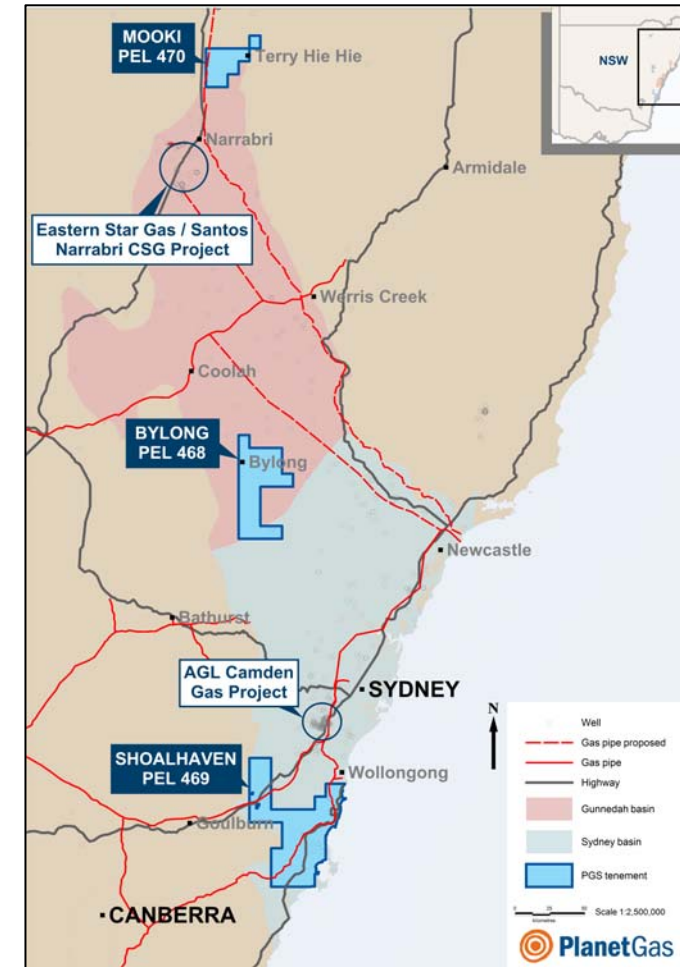 MOOKI
PEL 470
Terry Hie Hie
NSW
Narrabri
Armidale
Eastern Star Gas / Santos
Narrabri CSG Project
Werris Creek
Coolah
BYLONG
PEL 468
Bylong
Newcastle
Bathurst
AGL Camden
Gas Project
SYDNEY
SHOALHAVEN
PEL 469
Wollongong
Goulburn
CANBERRA
N
Well
Gas pipe proposed
Gas pipe
Highway
Gunnedah basin
Sydney basin
PGS tenement
Scale 1:2,500,000
PlanetGas